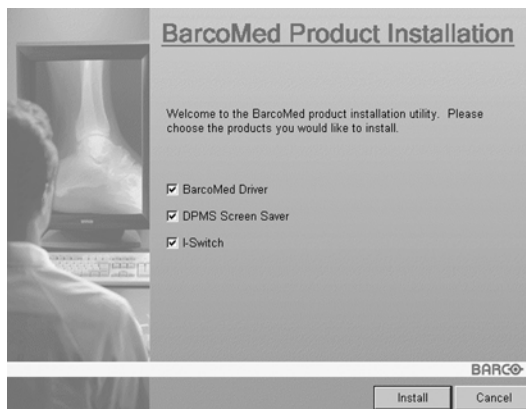 BarcoMed Product Installation
Welcome to the BarcoMed product installation utility. Please
choose the products you would like to install.
BarcoMed Driver
DPMS Screen Saver
I-Switch
BARCO
Install
Cancel